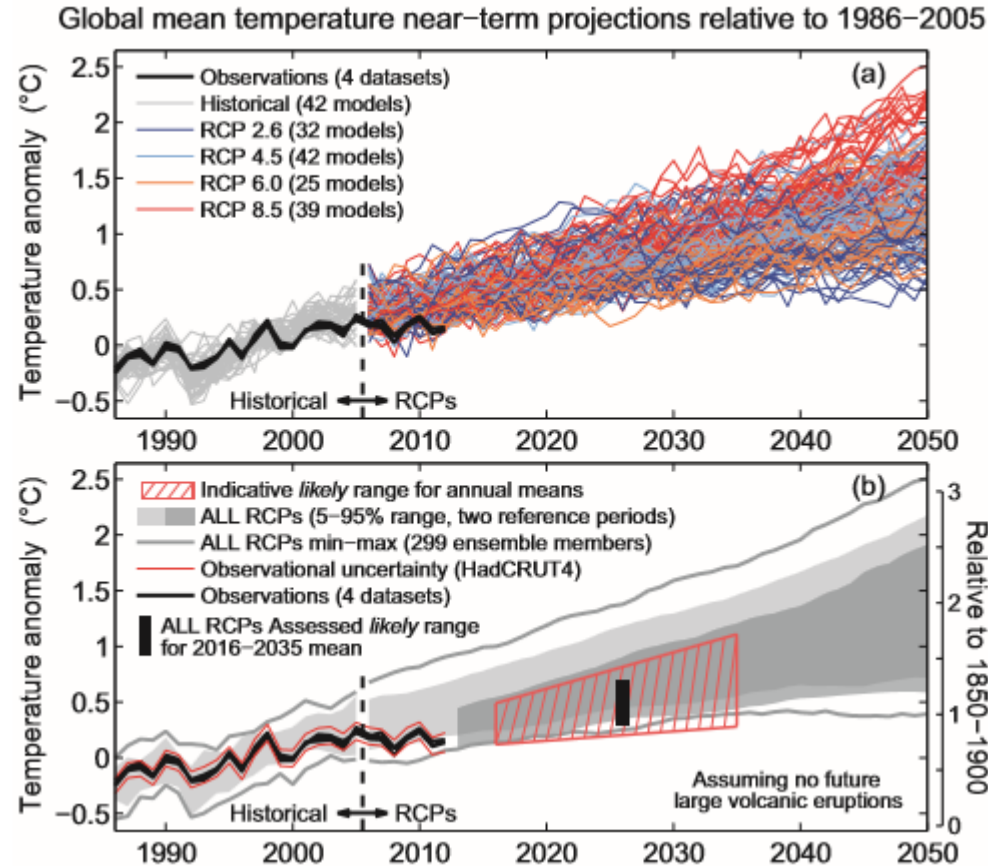 Global mean temperature near-term projections relative to 1986–2005
Temperature anomaly (°C)
2.5
2
1.5
1
0.5
0
−0.5
(a)
Observations (4 datasets)
Historical (42 models)
RCP 2.6 (32 models)
RCP 4.5 (42 models)
RCP 6.0 (25 models)
RCP 8.5 (39 models)
Historical RCPs
1990 2000 2010 2020 2030 2040 2050
Temperature anomaly (°C)
2.5
2
1.5
1
0.5
0
−0.5
(b)
Indicative likely range for annual means
ALL RCPs (5–95% range, two reference periods)
ALL RCPs min-max (299 ensemble members)
Observational uncertainty (HadCRUT4)
Observations (4 datasets)
ALL RCPs Assessed likely range
for 2016–2035 mean
Historical RCPs
Assuming no future
large volcanic eruptions
3
2
1
0
Relative to 1850–1900
1990 2000 2010 2020 2030 2040 2050